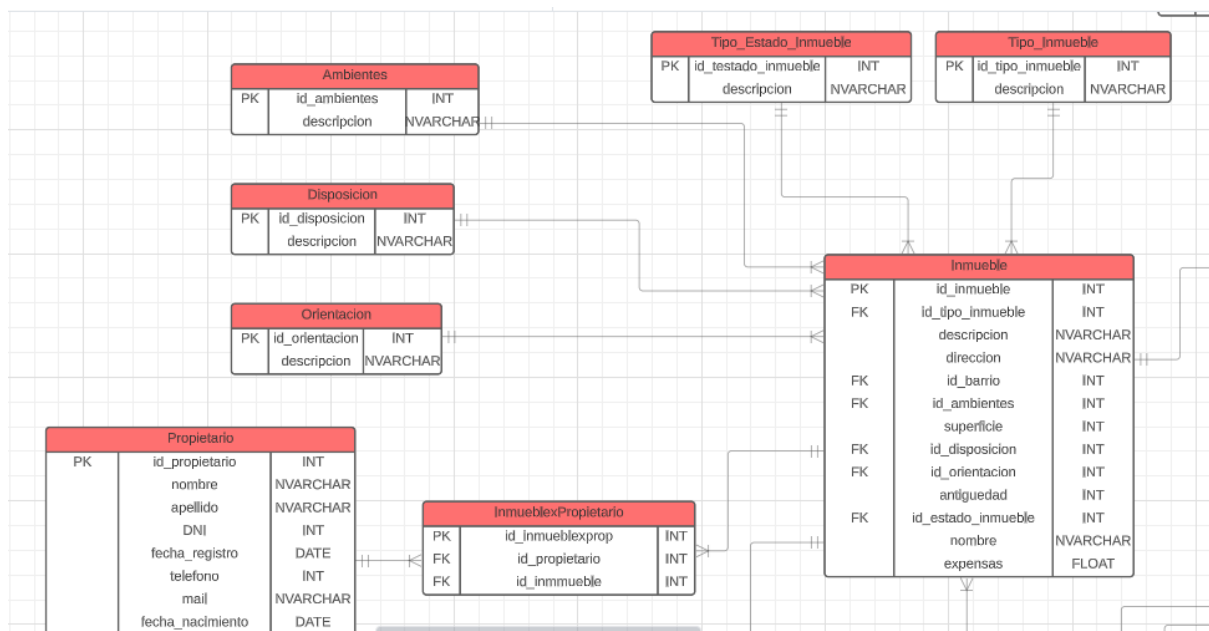 Tipo_Estado_Inmueble
PK id_testado_inmueble INT
descripcion NVARCHAR
Tipo_Inmueble
PK id_tipo_inmueble INT
descripcion NVARCHAR
Ambientes
PK id_ambientes INT
descripcion NVARCHAR
Disposicion
PK id_disposicion INT
descripcion NVARCHAR
Orientacion
PK id_orientacion INT
descripcion NVARCHAR
Inmueble
PK id_inmueble INT
FK id_tipo_inmueble INT
descripcion NVARCHAR
direccion NVARCHAR
FK id_barrio INT
FK id_ambientes INT
superficie INT
FK id_disposicion INT
FK id_orientacion INT
antiguedad INT
FK id_estado_inmueble INT
nombre NVARCHAR
expensas FLOAT
Propietario
PK id_propietario INT
nombre NVARCHAR
apellido NVARCHAR
DNI INT
fecha_registro DATE
telefono INT
mail NVARCHAR
fecha_nacimiento DATE
InmueblexPropietario
PK id_inmueblexprop INT
FK id_propietario INT
FK id_inmmueble INT